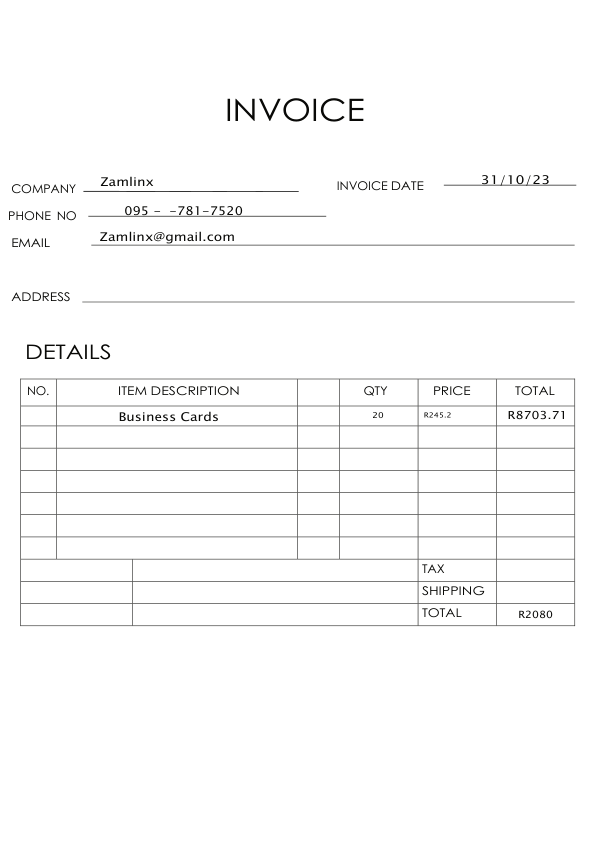 INVOICE
COMPANY Zamlinx INVOICE DATE 31/10/23
PHONE NO 095 - -781-7520
EMAIL Zamlinx@gmail.com
ADDRESS
DETAILS
NO. ITEM DESCRIPTION QTY PRICE TOTAL
Business Cards 20 R245.2 R8703.71
TAX
SHIPPING
TOTAL R2080